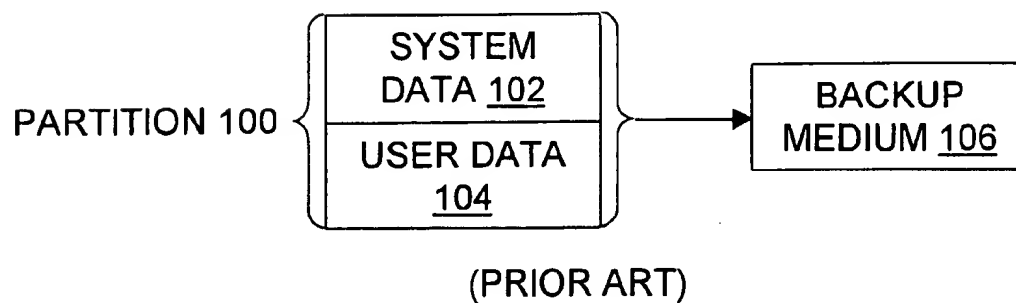 PARTITION 100
SYSTEM
DATA 102
USER DATA
104
BACKUP
MEDIUM 106
(PRIOR ART)